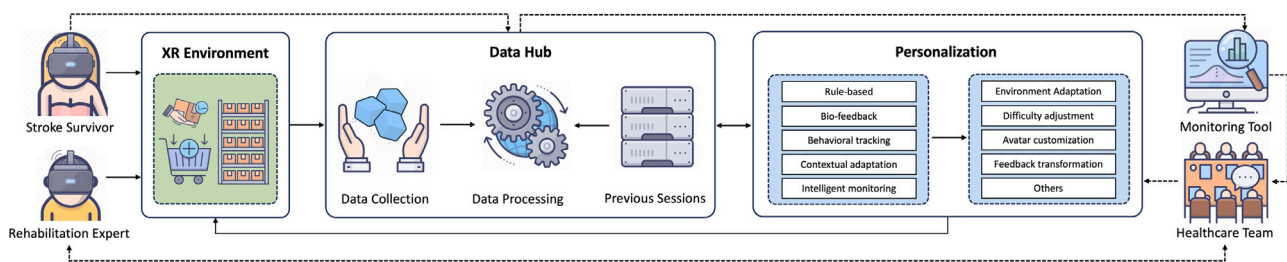 XR Environment
Data Hub
Personalization
Stroke Survivor
Rehabilitation Expert
Data Collection
Data Processing
Previous Sessions
Rule-based
Bio-feedback
Behavioral tracking
Contextual adaptation
Intelligent monitoring
Environment Adaptation
Difficulty adjustment
Avatar customization
Feedback transformation
Others
Monitoring Tool
Healthcare Team